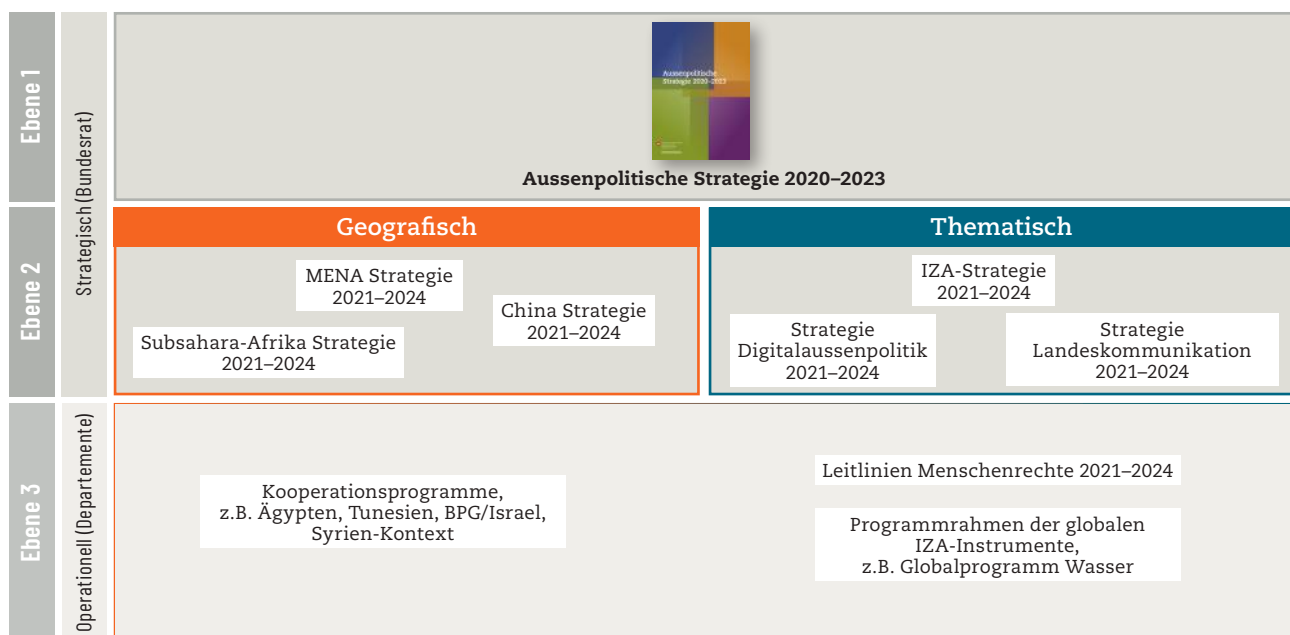 Ebene 1
Strategisch (Bundesrat)
Aussenpolitische
Strategie 2020–2023
Aussenpolitische Strategie 2020–2023
Ebene 2
Geografisch
MENA Strategie
2021–2024
China Strategie
2021–2024
Subsahara-Afrika Strategie
2021–2024
Thematisch
IZA-Strategie
2021–2024
Strategie
Digitalaussenpolitik
2021–2024
Strategie
Landeskommunikation
2021–2024
Ebene 3
Operationell (Departemente)
Kooperationsprogramme,
z.B. Ägypten, Tunesien, BPG/Israel,
Syrien-Kontext
Leitlinien Menschenrechte 2021–2024
Programmrahmen der globalen
IZA-Instrumente,
z.B. Globalprogramm Wasser